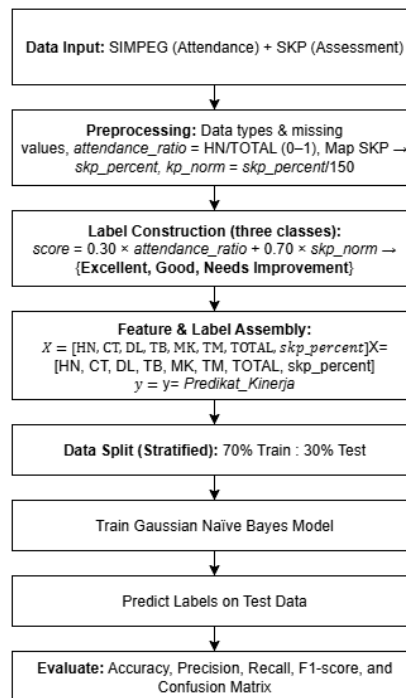 Data Input: SIMPEG (Attendance) + SKP (Assessment)
Preprocessing: Data types & missing
values, attendance_ratio = HN/TOTAL (0–1), Map SKP →
skp_percent, kp_norm = skp_percent/150
Label Construction (three classes):
score = 0.30 × attendance_ratio + 0.70 × skp_norm →
{Excellent, Good, Needs Improvement}
Feature & Label Assembly:
𝑋 = [HN, CT, DL, TB, MK, TM, TOTAL, 𝑠𝑘𝑝_𝑝𝑒𝑟𝑐𝑒𝑛𝑡]X=
[HN, CT, DL, TB, MK, TM, TOTAL, skp_percent]
𝑦 = y= Predikat_Kinerja
Data Split (Stratified): 70% Train : 30% Test
Train Gaussian Naïve Bayes Model
Predict Labels on Test Data
Evaluate: Accuracy, Precision, Recall, F1-score, and
Confusion Matrix